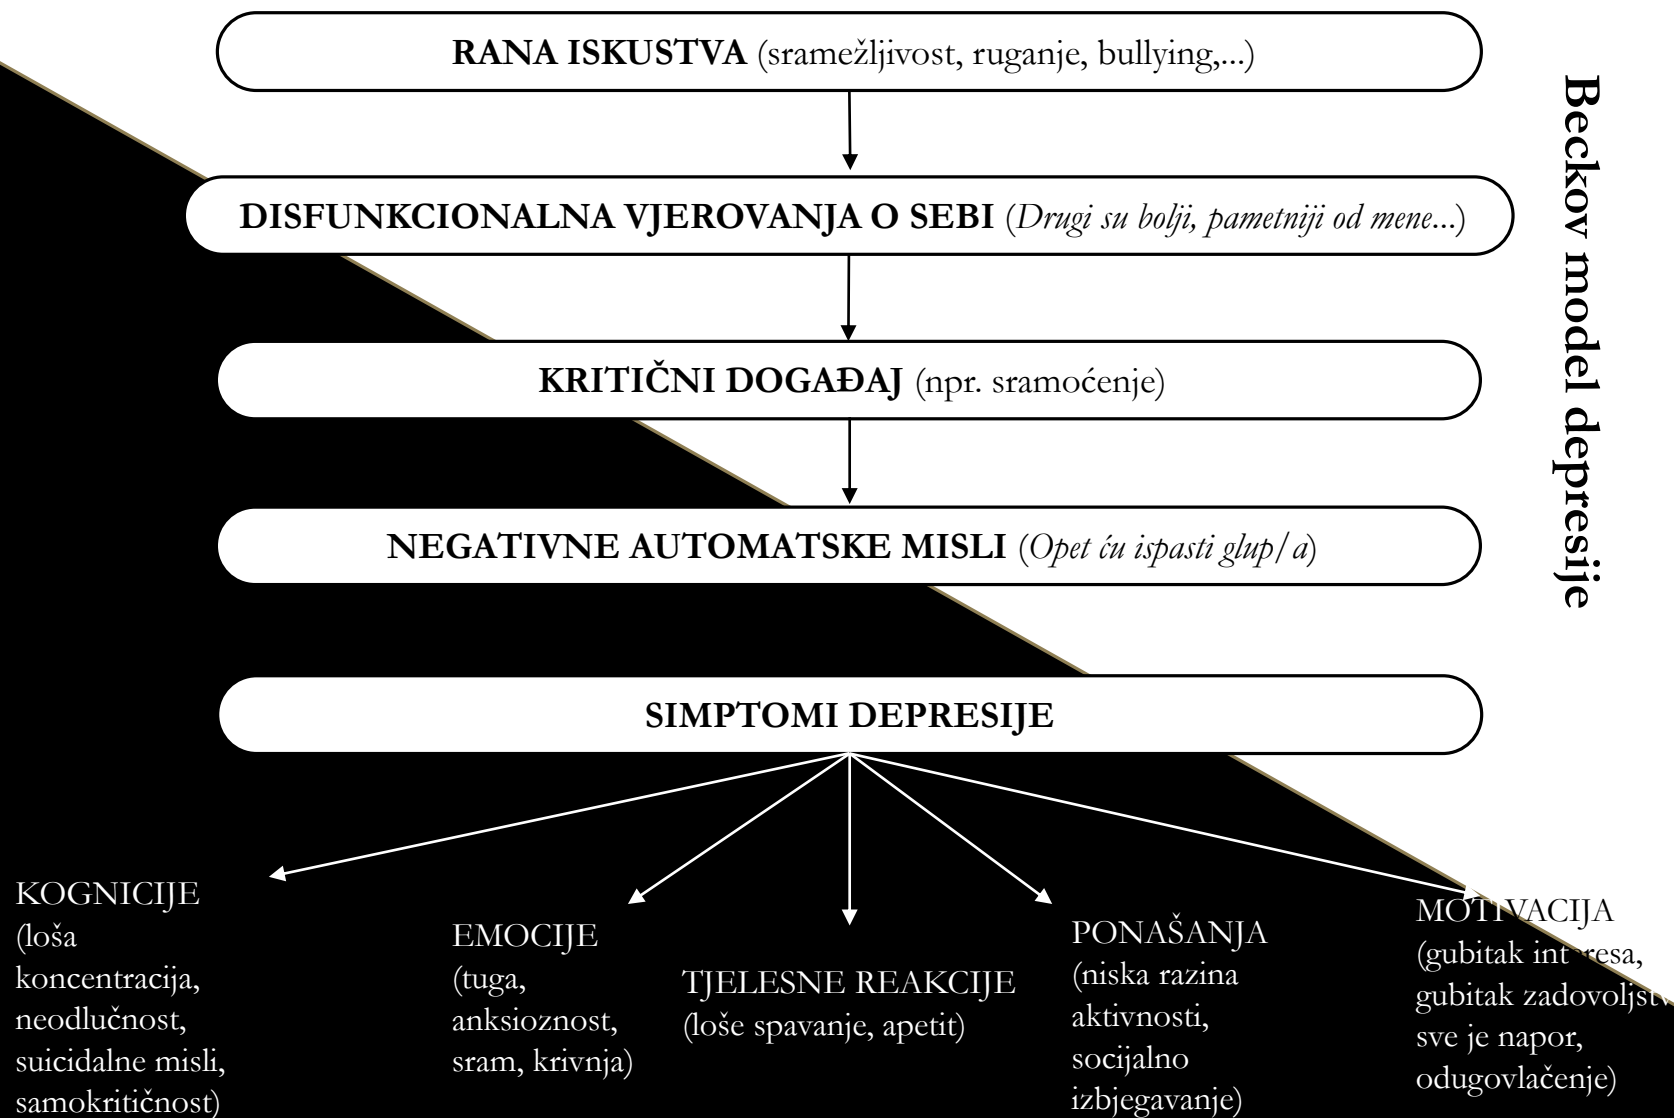 RANA ISKUSTVA (sramežljivost, ruganje, bullying,...)
Beckov model depresije
DISFUNKCIONALNA VJEROVANJA O SEBI (Drugi su bolji, pametniji od mene...)
KRITIČNI DOGAĐAJ (npr. sramoćenje)
NEGATIVNE AUTOMATSKE MISLI (Opet ću ispasti glup/a)
SIMPTOMI DEPRESIJE
KOGNICIJE
(loša
koncentracija,
neodlučnost,
suicidalne misli,
samokritičnost)
EMOCIJE
(tuga,
anksioznost,
sram, krivnja)
TJELESNE REAKCIJE
(loše spavanje, apetit)
PONAŠANJA
(niska razina
aktivnosti,
socijalno
izbjegavanje)
MOTIVACIJA
(gubitak interesa,
gubitak
sve je napor,
odugovlačenje)